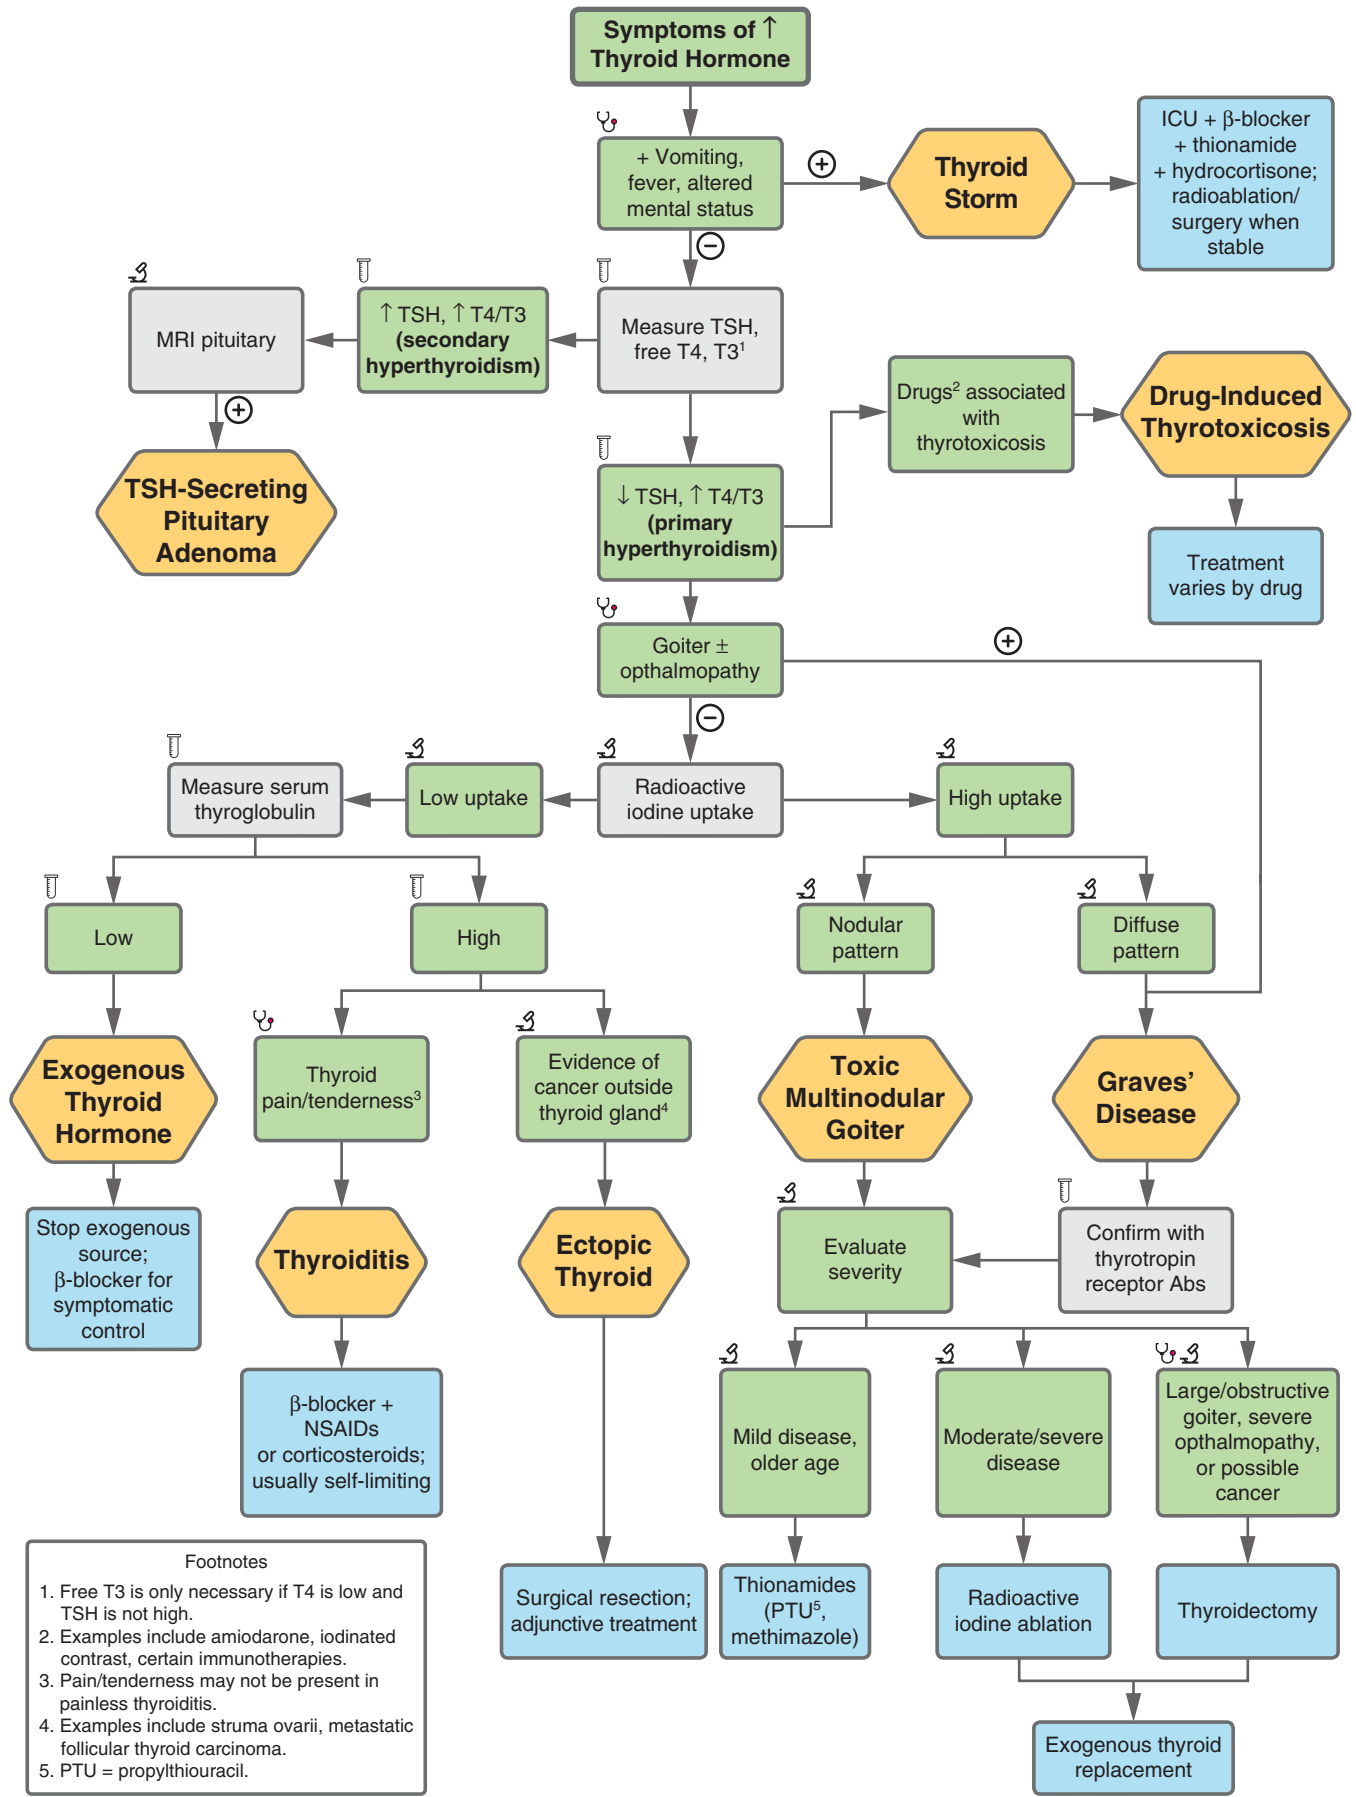 Symptoms of ↑
Thyroid Hormone
+ Vomiting,
fever, altered
mental status
+
Thyroid
Storm
ICU + β-blocker
+ thionamide
+ hydrocortisone;
radioablation/
surgery when
stable
−
Measure TSH,
free T4, T3¹
↑ TSH, ↑ T4/T3
(secondary
hyperthyroidism)
MRI pituitary
+
TSH-Secreting
Pituitary
Adenoma
↓ TSH, ↑ T4/T3
(primary
hyperthyroidism)
Drugs² associated
with
thyrotoxicosis
Drug-Induced
Thyrotoxicosis
Treatment
varies by drug
Goiter ±
opthalmopathy
+
−
Radioactive
iodine uptake
Low uptake
Measure serum
thyroglobulin
High uptake
Low
High
Nodular
pattern
Diffuse
pattern
Exogenous
Thyroid
Hormone
Thyroid
pain/tenderness³
Evidence of
cancer outside
thyroid gland⁴
Toxic
Multinodular
Goiter
Graves’
Disease
Stop exogenous
source;
β-blocker for
symptomatic
control
Thyroiditis
Ectopic
Thyroid
Evaluate
severity
Confirm with
thyrotropin
receptor Abs
β-blocker +
NSAIDs
or corticosteroids;
usually self-limiting
Mild disease,
older age
Moderate/severe
disease
Large/obstructive
goiter, severe
opthalmopathy,
or possible
cancer
Surgical resection;
adjunctive treatment
Thionamides
(PTU⁵,
methimazole)
Radioactive
iodine ablation
Thyroidectomy
Exogenous thyroid
replacement
Footnotes
1. Free T3 is only necessary if T4 is low and
TSH is not high.
2. Examples include amiodarone, iodinated
contrast, certain immunotherapies.
3. Pain/tenderness may not be present in
painless thyroiditis.
4. Examples include struma ovarii, metastatic
follicular thyroid carcinoma.
5. PTU = propylthiouracil.